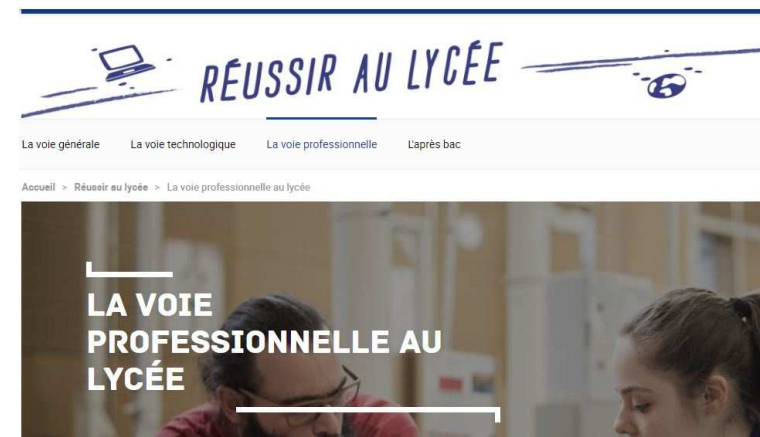 RÉUSSIR AU LYCÉE
La voie générale La voie technologique La voie professionnelle L'après bac
Accueil > Réussir au lycée > La voie professionnelle au lycée
LA VOIE
PROFESSIONNELLE AU
LYCÉE